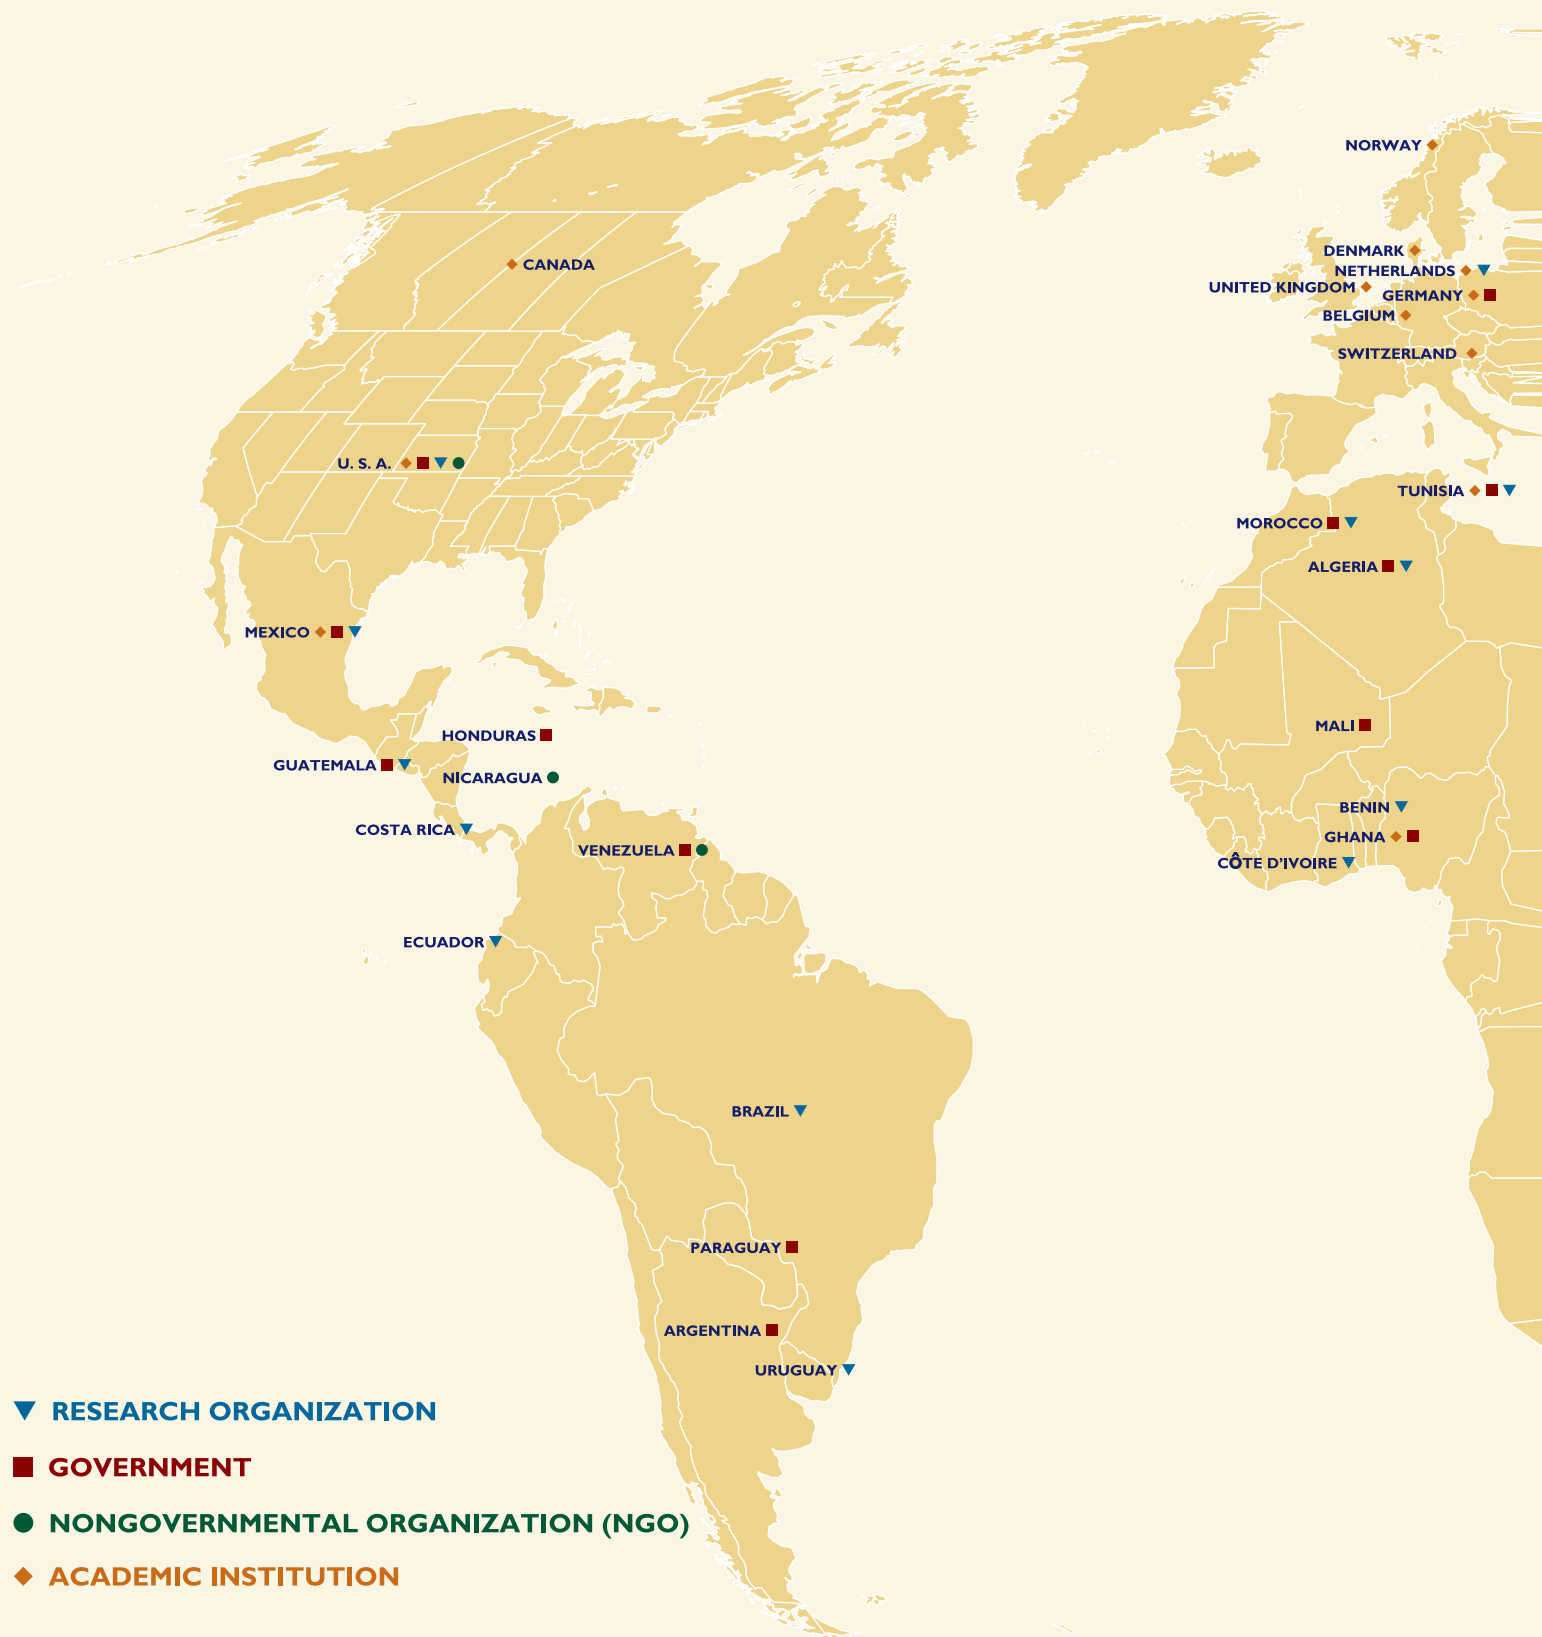 NORWAY
DENMARK
CANADA
NETHERLANDS
UNITED KINGDOM
GERMANY
BELGIUM
SWITZERLAND
U. S. A.
TUNISIA
MOROCCO
ALGERIA
MEXICO
MALI
HONDURAS
GUATEMALA
NICARAGUA
BENIN
COSTA RICA
GHANA
VENEZUELA
CÔTE D’IVOIRE
ECUADOR
BRAZIL
PARAGUAY
ARGENTINA
URUGUAY
RESEARCH ORGANIZATION
GOVERNMENT
NONGOVERNMENTAL ORGANIZATION (NGO)
ACADEMIC INSTITUTION